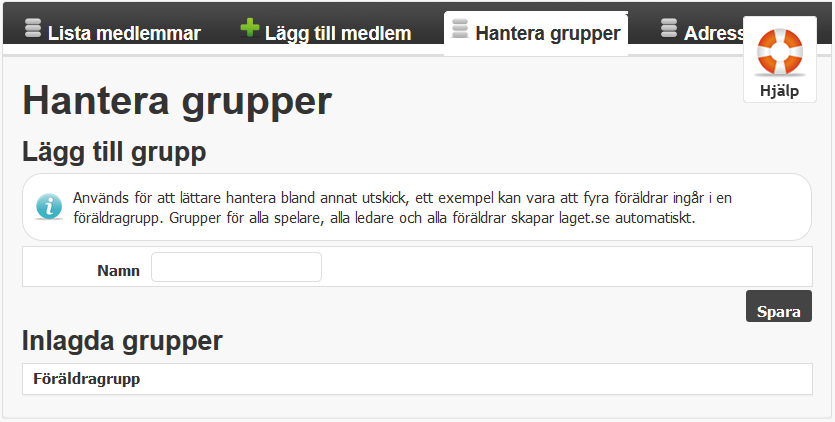 Lista medlemmar
Lägg till medlem
Hantera grupper
Adress
Hjälp
Hantera grupper
Lägg till grupp
Används för att lättare hantera bland annat utskick, ett exempel kan vara att fyra föräldrar ingår i en
föräldragrupp. Grupper för alla spelare, alla ledare och alla föräldrar skapar laget.se automatiskt.
Namn
Spara
Inlagda grupper
Föräldragrupp